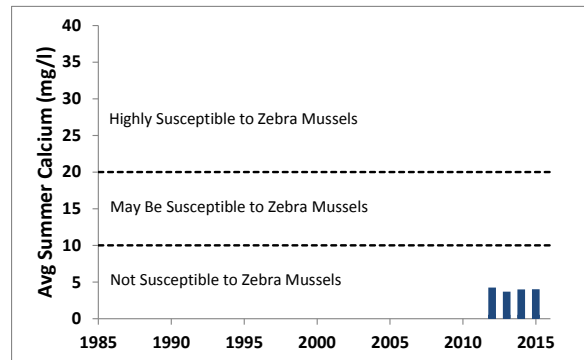 Avg Summer Calcium (mg/l)
40
35
30
25
20
15
10
5
0
Highly Susceptible to Zebra Mussels
May Be Susceptible to Zebra Mussels
Not Susceptible to Zebra Mussels
1985 1990 1995 2000 2005 2010 2015